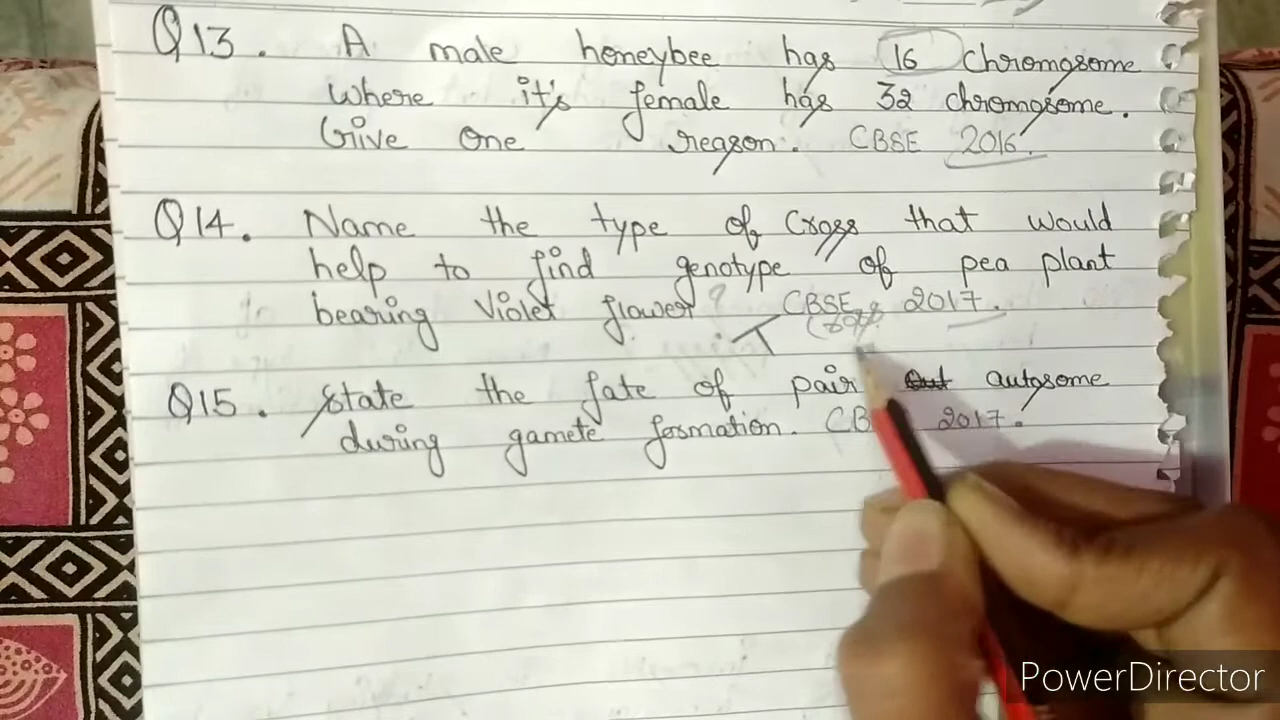 Q13. A male honeybee has 16 chromosome
where it's female has 32 chromosome.
Give one reason. CBSE 2016.
Q14. Name the type of Cross that would
help to find genotype of pea plant
bearing Violet flower? CBSE 2017.
T Cross
Q15. State the fate of pair autosome
during gamete formation. CB 2017.
PowerDirector